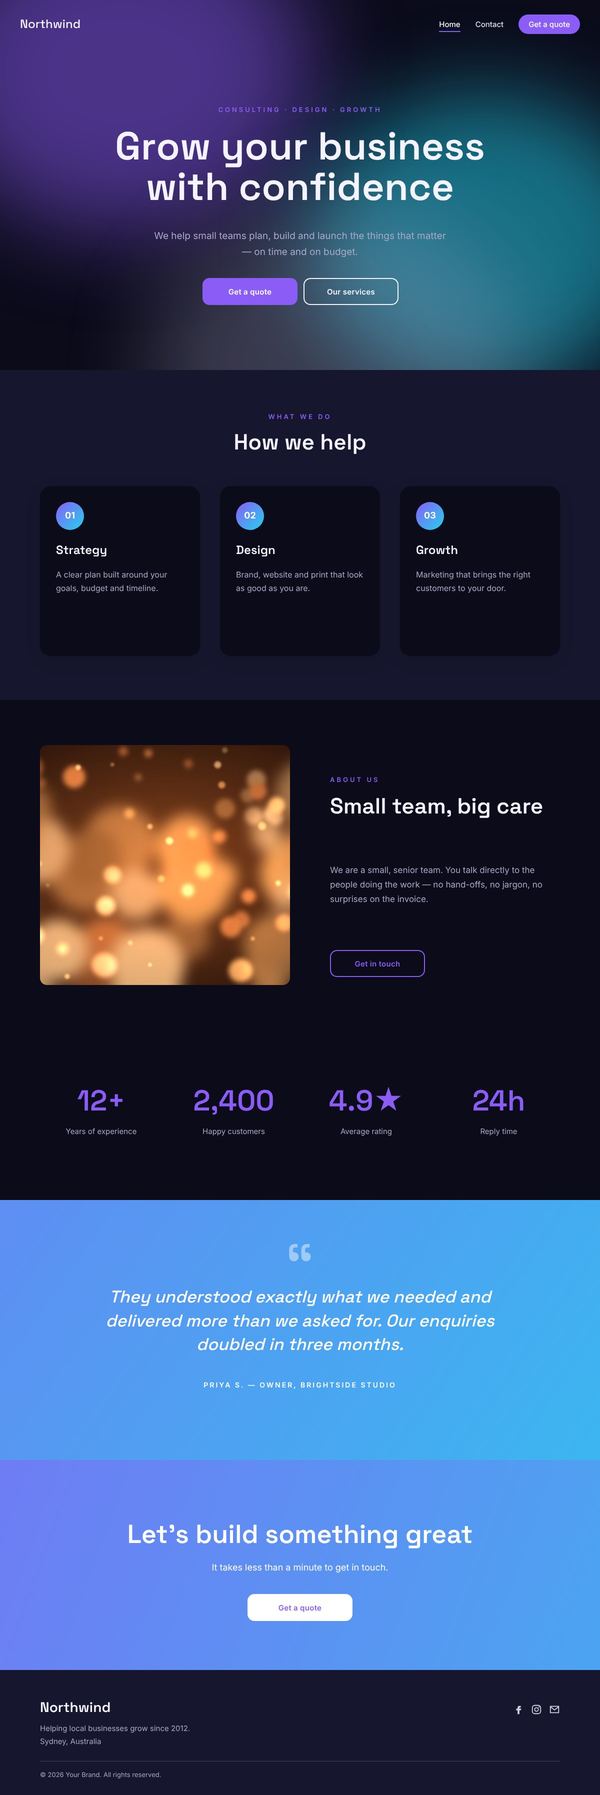 Northwind
Home
Contact
Get a quote
CONSULTING · DESIGN · GROWTH
Grow your business
with confidence
We help small teams plan, build and launch the things that matter
— on time and on budget.
Get a quote
Our services
WHAT WE DO
How we help
01
02
03
Strategy
Design
Growth
A clear plan built around your
goals, budget and timeline.
Brand, website and print that look
as good as you are.
Marketing that brings the right
customers to your door.
ABOUT US
Small team, big care
We are a small, senior team. You talk directly to the
people doing the work — no hand-offs, no jargon, no
surprises on the invoice.
Get in touch
12+
2,400
4.9★
24h
Years of experience
Happy customers
Average rating
Reply time
“
They understood exactly what we needed and
delivered more than we asked for. Our enquiries
doubled in three months.
PRIYA S. — OWNER, BRIGHTSIDE STUDIO
Let’s build something great
It takes less than a minute to get in touch.
Get a quote
Northwind
Helping local businesses grow since 2012.
Sydney, Australia
© 2026 Your Brand. All rights reserved.